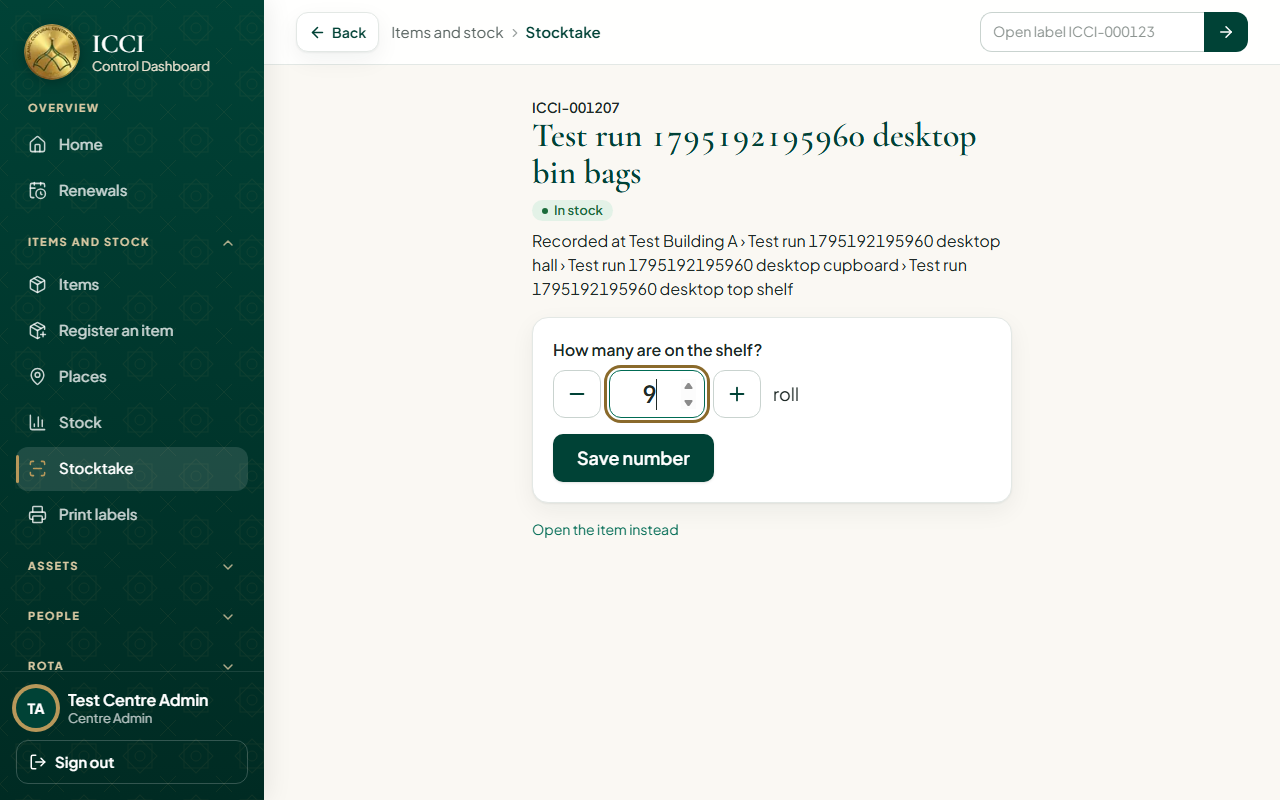 ICCI
Control Dashboard
OVERVIEW
Home
Renewals
ITEMS AND STOCK
Items
Register an item
Places
Stock
Stocktake
Print labels
ASSETS
PEOPLE
ROTA
TA
Test Centre Admin
Centre Admin
Sign out
Back
Items and stock › Stocktake
Open label ICCI-000123
ICCI-001207
Test run 1795192195960 desktop
bin bags
In stock
Recorded at Test Building A › Test run 1795192195960 desktop
hall › Test run 1795192195960 desktop cupboard › Test run
1795192195960 desktop top shelf
How many are on the shelf?
9
roll
Save number
Open the item instead